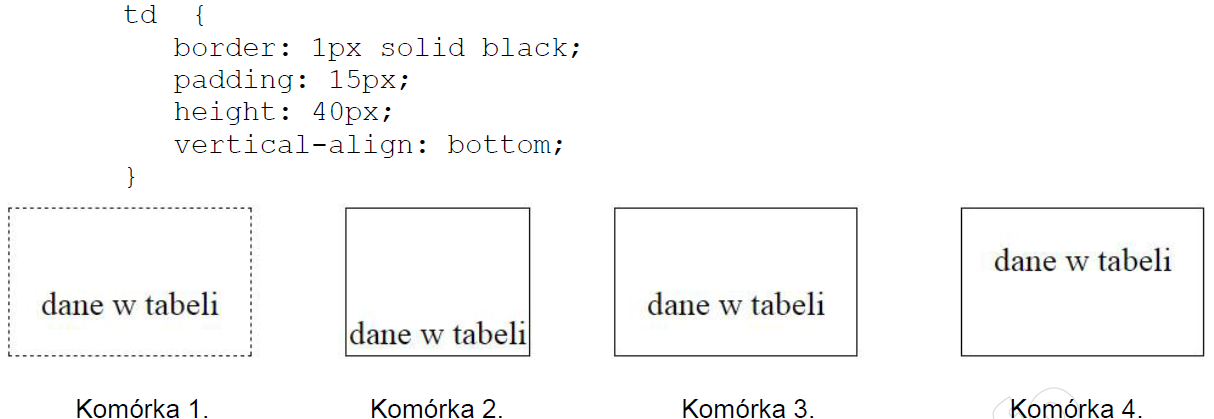 td {
border: 1px solid black;
padding: 15px;
height: 40px;
vertical-align: bottom;
}
dane w tabeli
dane w tabeli
dane w tabeli
dane w tabeli
Komórka 1.
Komórka 2.
Komórka 3.
Komórka 4.